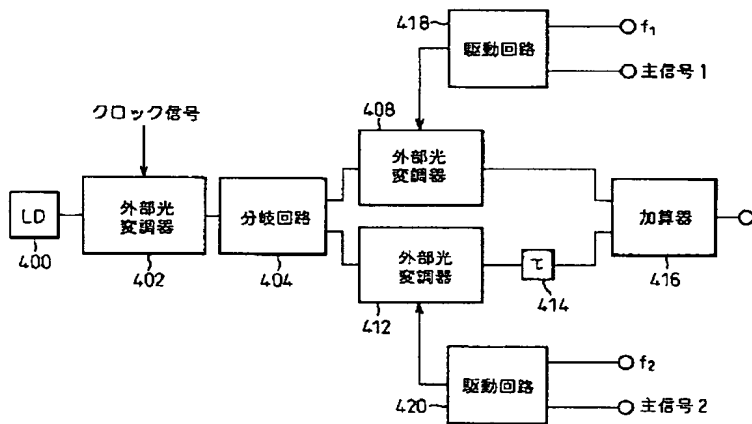 418
駆動回路
f₁
主信号1
クロック信号
408
外部光
変調器
LD
400
外部光
変調器
402
分岐回路
404
外部光
変調器
412
τ
414
加算器
416
駆動回路
420
f₂
主信号2